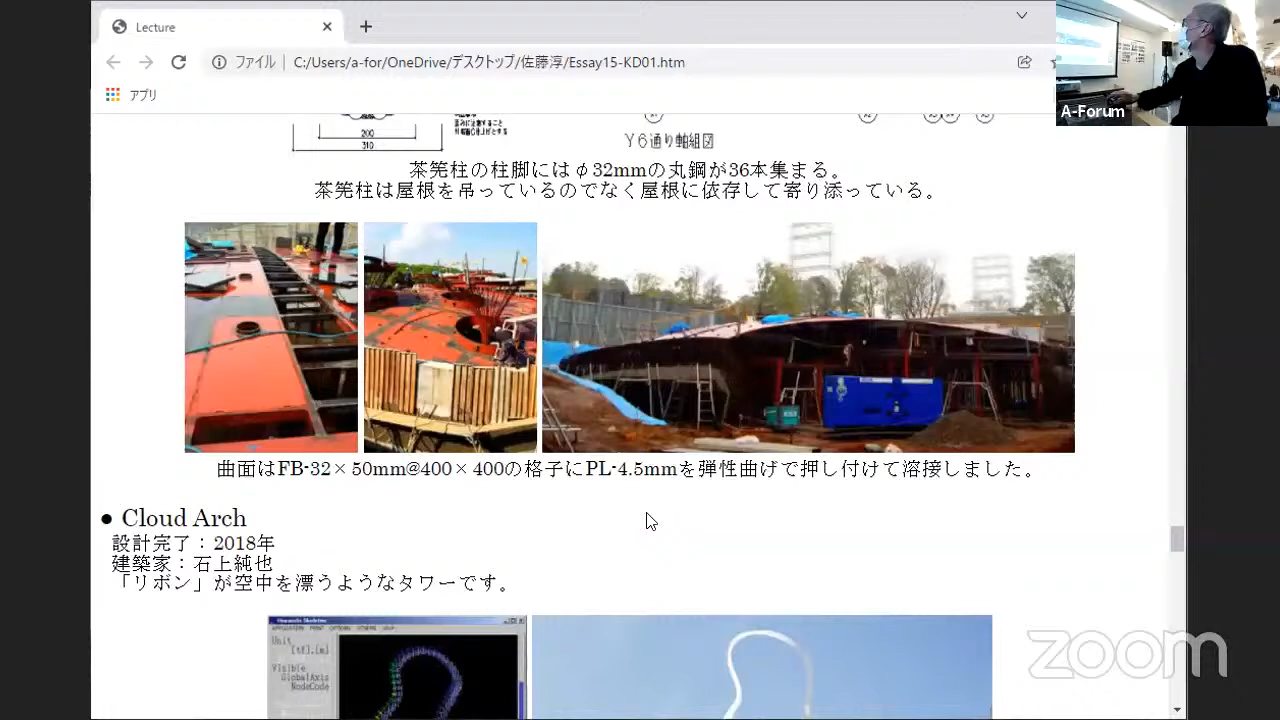 Lecture
ファイル
C:/Users/a-for/OneDrive/デスクトップ/佐藤淳/Essay15-KD01.htm
アプリ
A-Forum
200
310
Y6通り軸組図
茶筅柱の柱脚にはφ32mmの丸鋼が36本集まる。
茶筅柱は屋根を吊っているのでなく屋根に依存して寄り添っている。
曲面はFB-32×50mm@400×400の格子にPL-4.5mmを弾性曲げで押し付けて溶接しました。
● Cloud Arch
設計完了：2018年
建築家：石上純也
「リボン」が空中を漂うようなタワーです。
Unit
[tf],[m]
Visible
GlobalAxis
NodeCode
zoom